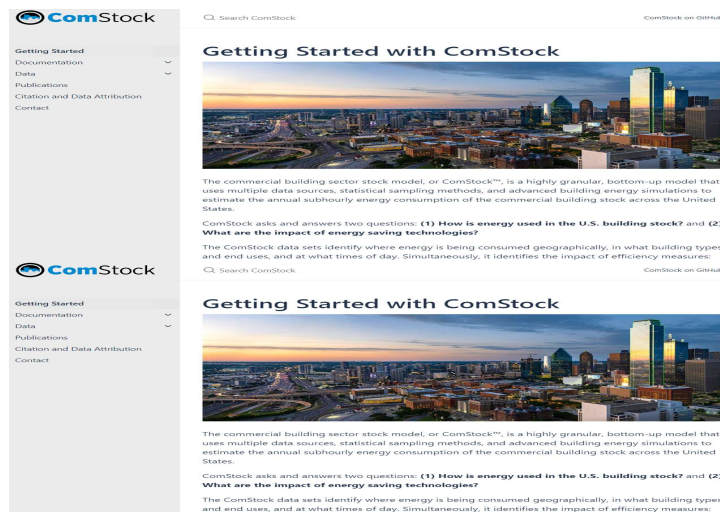 ComStock
Search ComStock
ComStock on GitHub
Getting Started
Documentation
Data
Publications
Citation and Data Attribution
Contact
Getting Started with ComStock
The commercial building sector stock model, or ComStock™, is a highly granular, bottom-up model that
uses multiple data sources, statistical sampling methods, and advanced building energy simulations to
estimate the annual subhourly energy consumption of the commercial building stock across the United
States.
ComStock asks and answers two questions: (1) How is energy used in the U.S. building stock? and (2)
What are the impact of energy saving technologies?
The ComStock data sets identify where energy is being consumed geographically, in what building types
and end uses, and at what times of day. Simultaneously, it identifies the impact of efficiency measures:
ComStock
Search ComStock
ComStock on GitHub
Getting Started
Documentation
Data
Publications
Citation and Data Attribution
Contact
Getting Started with ComStock
The commercial building sector stock model, or ComStock™, is a highly granular, bottom-up model that
uses multiple data sources, statistical sampling methods, and advanced building energy simulations to
estimate the annual subhourly energy consumption of the commercial building stock across the United
States.
ComStock asks and answers two questions: (1) How is energy used in the U.S. building stock? and (2)
What are the impact of energy saving technologies?
The ComStock data sets identify where energy is being consumed geographically, in what building types
and end uses, and at what times of day. Simultaneously, it identifies the impact of efficiency measures: